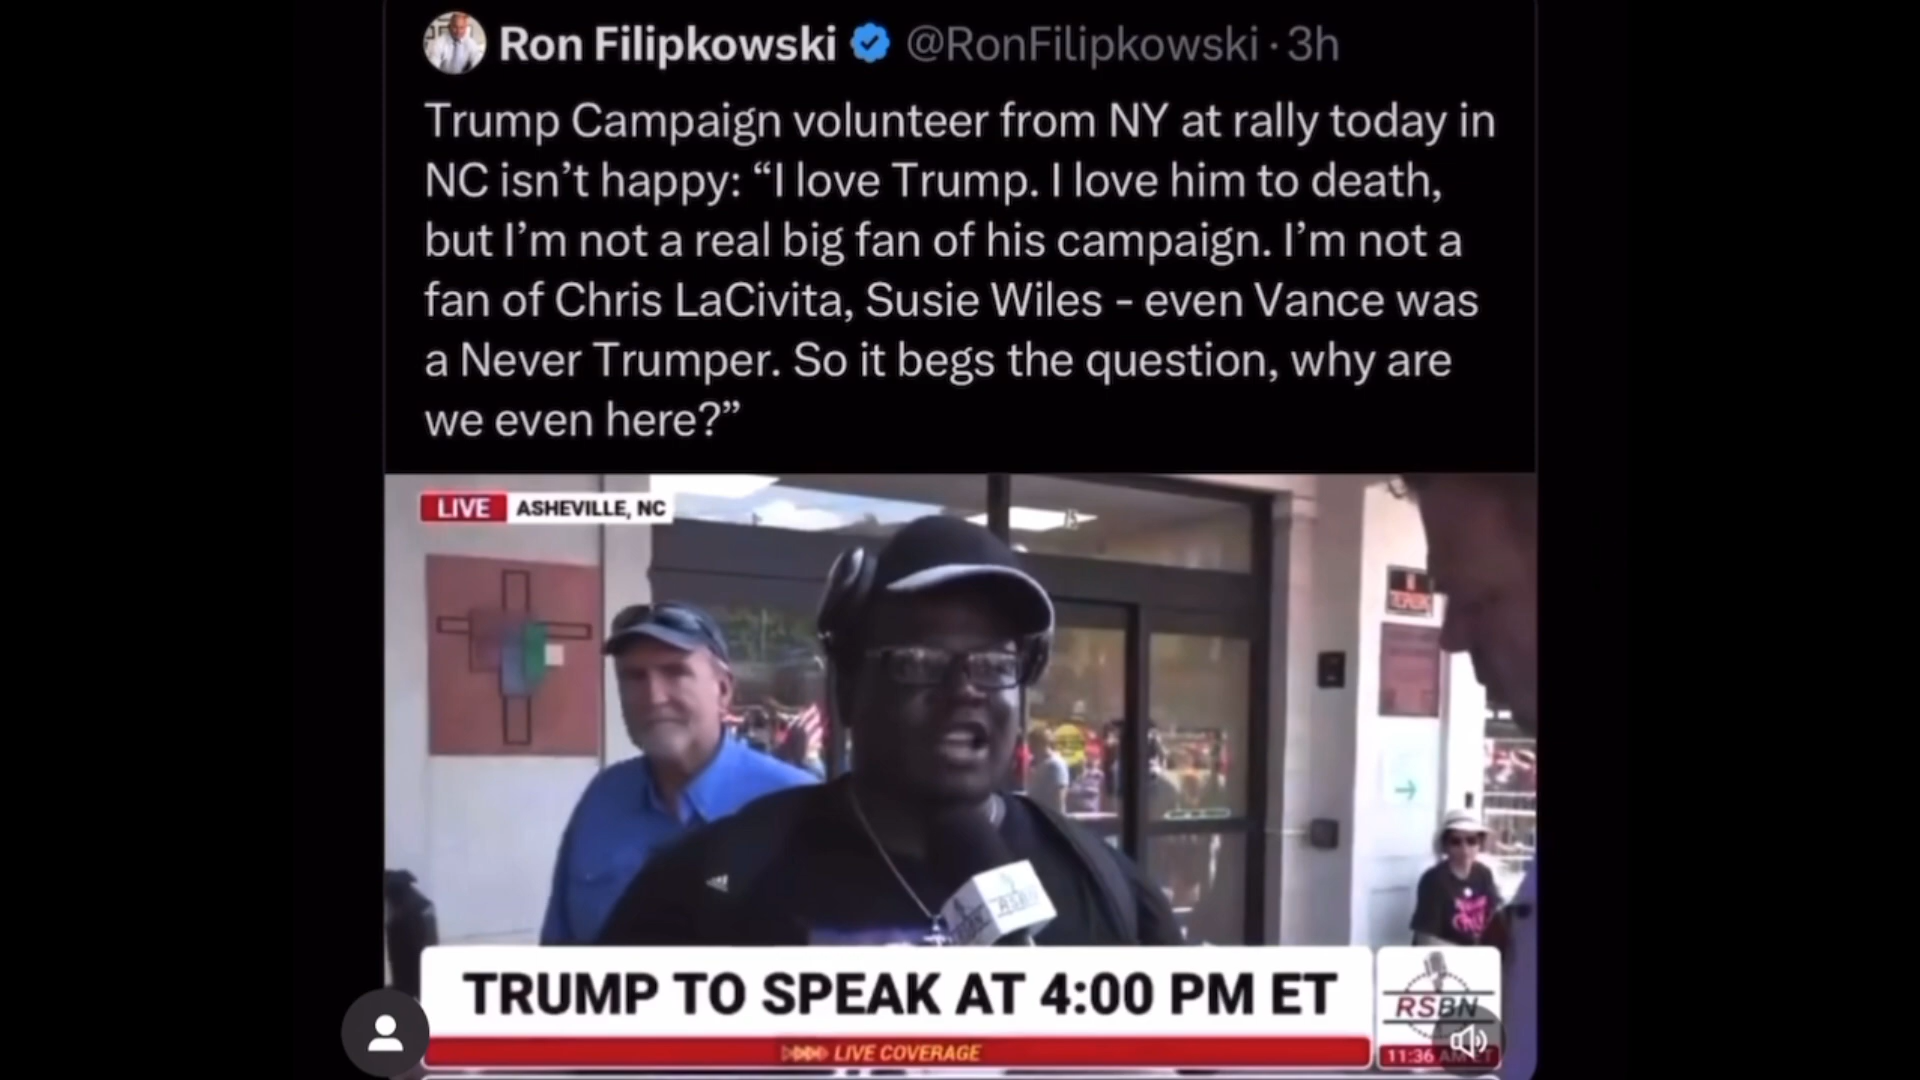 Ron Filipkowski @RonFilipkowski · 3h
Trump Campaign volunteer from NY at rally today in
NC isn’t happy: “I love Trump. I love him to death,
but I’m not a real big fan of his campaign. I’m not a
fan of Chris LaCivita, Susie Wiles - even Vance was
a Never Trumper. So it begs the question, why are
we even here?”
LIVE ASHEVILLE, NC
RSBN
TRUMP TO SPEAK AT 4:00 PM ET
RSBN
LIVE COVERAGE
11:36 AM ET